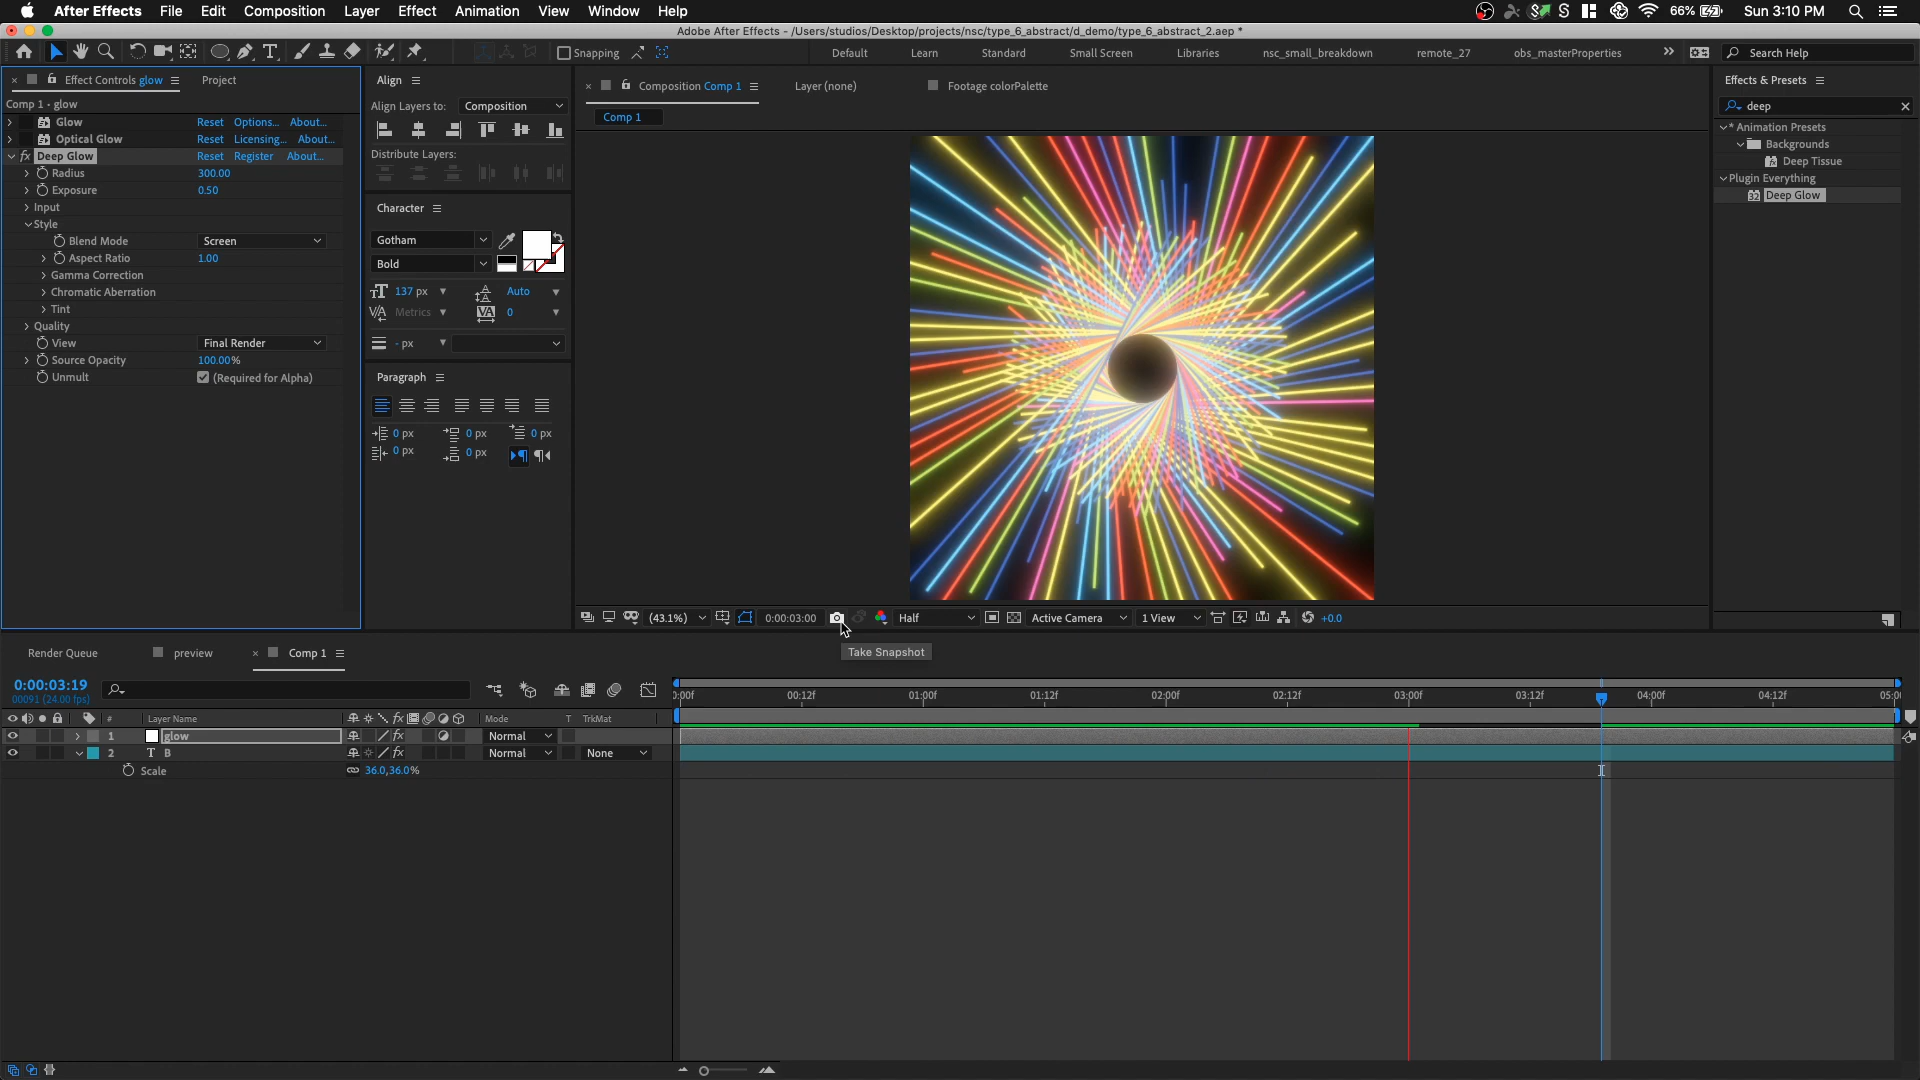 After Effects File Edit Composition Layer Effect Animation View Window Help 66% Sun 3:10 PM
Adobe After Effects - /Users/studios/Desktop/projects/nsc/type_6_abstract/d_demo/type_6_abstract_2.aep *
Snapping Default Learn Standard Small Screen Libraries nsc_small_breakdown remote_27 obs_masterProperties » Search Help
Effect Controls glow Project
Comp 1 • glow
Glow Reset Options... About...
Optical Glow Reset Licensing... About...
fx Deep Glow Reset Register About...
Radius 300.00
Exposure 0.50
Input
Style
Blend Mode Screen
Aspect Ratio 1.00
Gamma Correction
Chromatic Aberration
Tint
Quality
View Final Render
Source Opacity 100.00%
Unmult (Required for Alpha)
Align
Align Layers to: Composition
Distribute Layers:
Character
Gotham
Bold
137 px Auto
Metrics 0
- px
Paragraph
0 px 0 px 0 px
0 px 0 px
Composition Comp 1 Layer (none) Footage colorPalette
Comp 1
(43.1%) 0:00:03:00 Half Active Camera 1 View +0.0
Take Snapshot
Effects & Presets
deep
* Animation Presets
Backgrounds
Deep Tissue
Plugin Everything
32 Deep Glow
Render Queue preview Comp 1
0:00:03:19
00091 (24.00 fps)
# Layer Name Mode T TrkMat
1 glow Normal
2 T B Normal None
Scale 36.0,36.0%
0:00f 00:12f 01:00f 01:12f 02:00f 02:12f 03:00f 03:12f 04:00f 04:12f 05:0